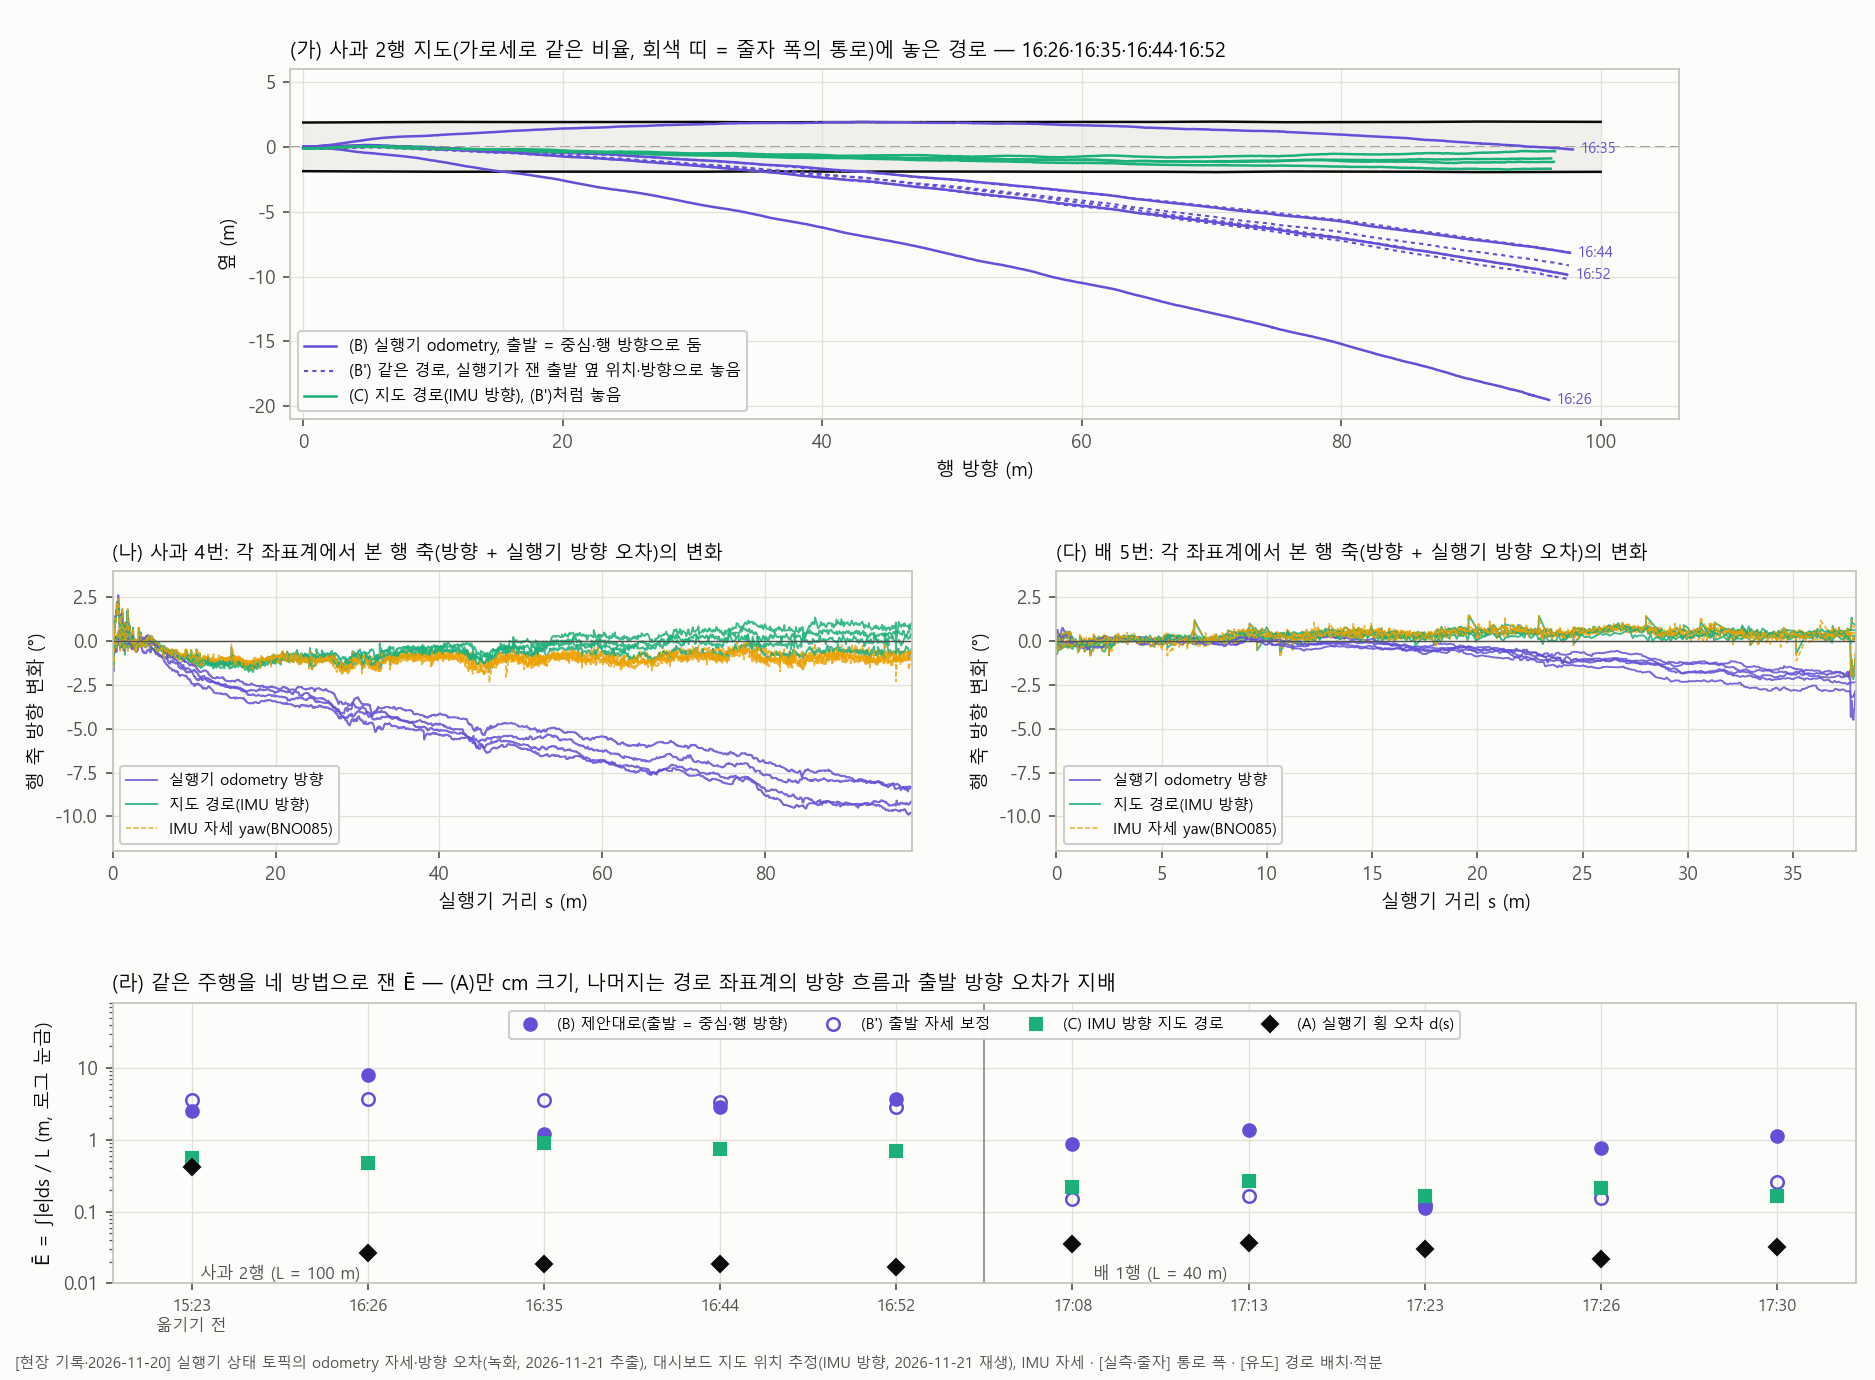 (가) 사과 2행 지도(가로세로 같은 비율, 회색 띠 = 줄자 폭의 통로)에 놓은 경로 — 16:26·16:35·16:44·16:52
5
0
-5
-10
-15
-20
옆 (m)
16:35
16:44
16:52
16:26
(B) 실행기 odometry, 출발 = 중심·행 방향으로 둠
(B') 같은 경로, 실행기가 잰 출발 옆 위치·방향으로 놓음
(C) 지도 경로(IMU 방향), (B')처럼 놓음
0 20 40 60 80 100
행 방향 (m)
(나) 사과 4번: 각 좌표계에서 본 행 축(방향 + 실행기 방향 오차)의 변화
2.5
0.0
-2.5
-5.0
-7.5
-10.0
행 축 방향 변화 (°)
실행기 odometry 방향
지도 경로(IMU 방향)
IMU 자세 yaw(BNO085)
0 20 40 60 80
실행기 거리 s (m)
(다) 배 5번: 각 좌표계에서 본 행 축(방향 + 실행기 방향 오차)의 변화
2.5
0.0
-2.5
-5.0
-7.5
-10.0
행 축 방향 변화 (°)
실행기 odometry 방향
지도 경로(IMU 방향)
IMU 자세 yaw(BNO085)
0 5 10 15 20 25 30 35
실행기 거리 s (m)
(라) 같은 주행을 네 방법으로 잰 Ē — (A)만 cm 크기, 나머지는 경로 좌표계의 방향 흐름과 출발 방향 오차가 지배
(B) 제안대로(출발 = 중심·행 방향) (B') 출발 자세 보정 (C) IMU 방향 지도 경로 (A) 실행기 횡 오차 d(s)
10
1
0.1
0.01
Ē = ∫|e|ds / L (m, 로그 눈금)
사과 2행 (L = 100 m)
배 1행 (L = 40 m)
15:23 16:26 16:35 16:44 16:52 17:08 17:13 17:23 17:26 17:30
옮기기 전
[현장 기록·2026-11-20] 실행기 상태 토픽의 odometry 자세·방향 오차(녹화, 2026-11-21 추출), 대시보드 지도 위치 추정(IMU 방향, 2026-11-21 재생), IMU 자세 · [실측·줄자] 통로 폭 · [유도] 경로 배치·적분